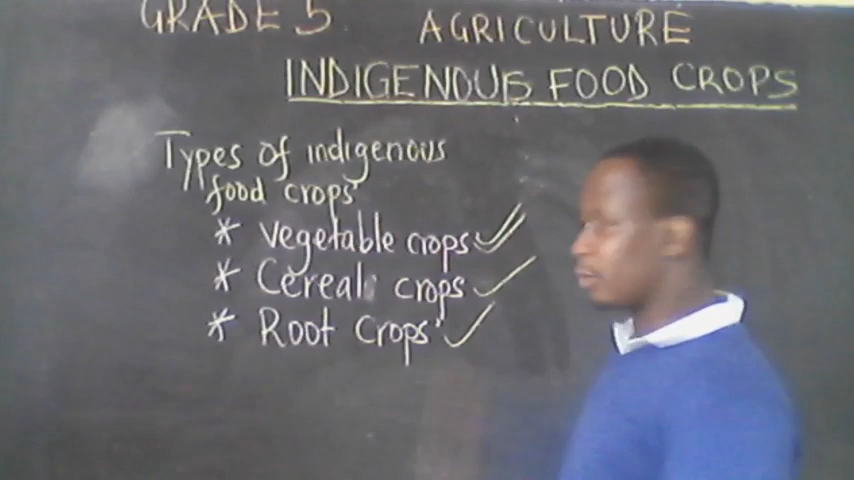 GRADE 5 AGRICULTURE
INDIGENOUS FOOD CROPS
Types of indigenous
food crops
* Vegetable crops
* Cereal crops
* Root crops